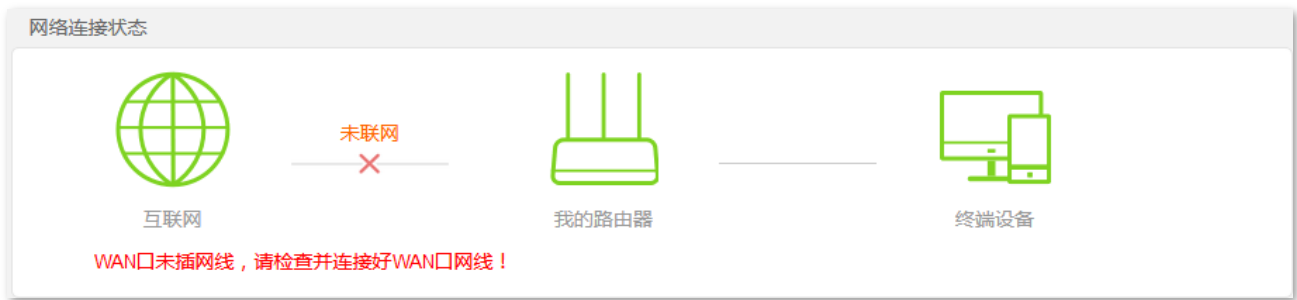 网络连接状态
未联网
互联网
我的路由器
终端设备
WAN口未插网线，请检查并连接好WAN口网线！